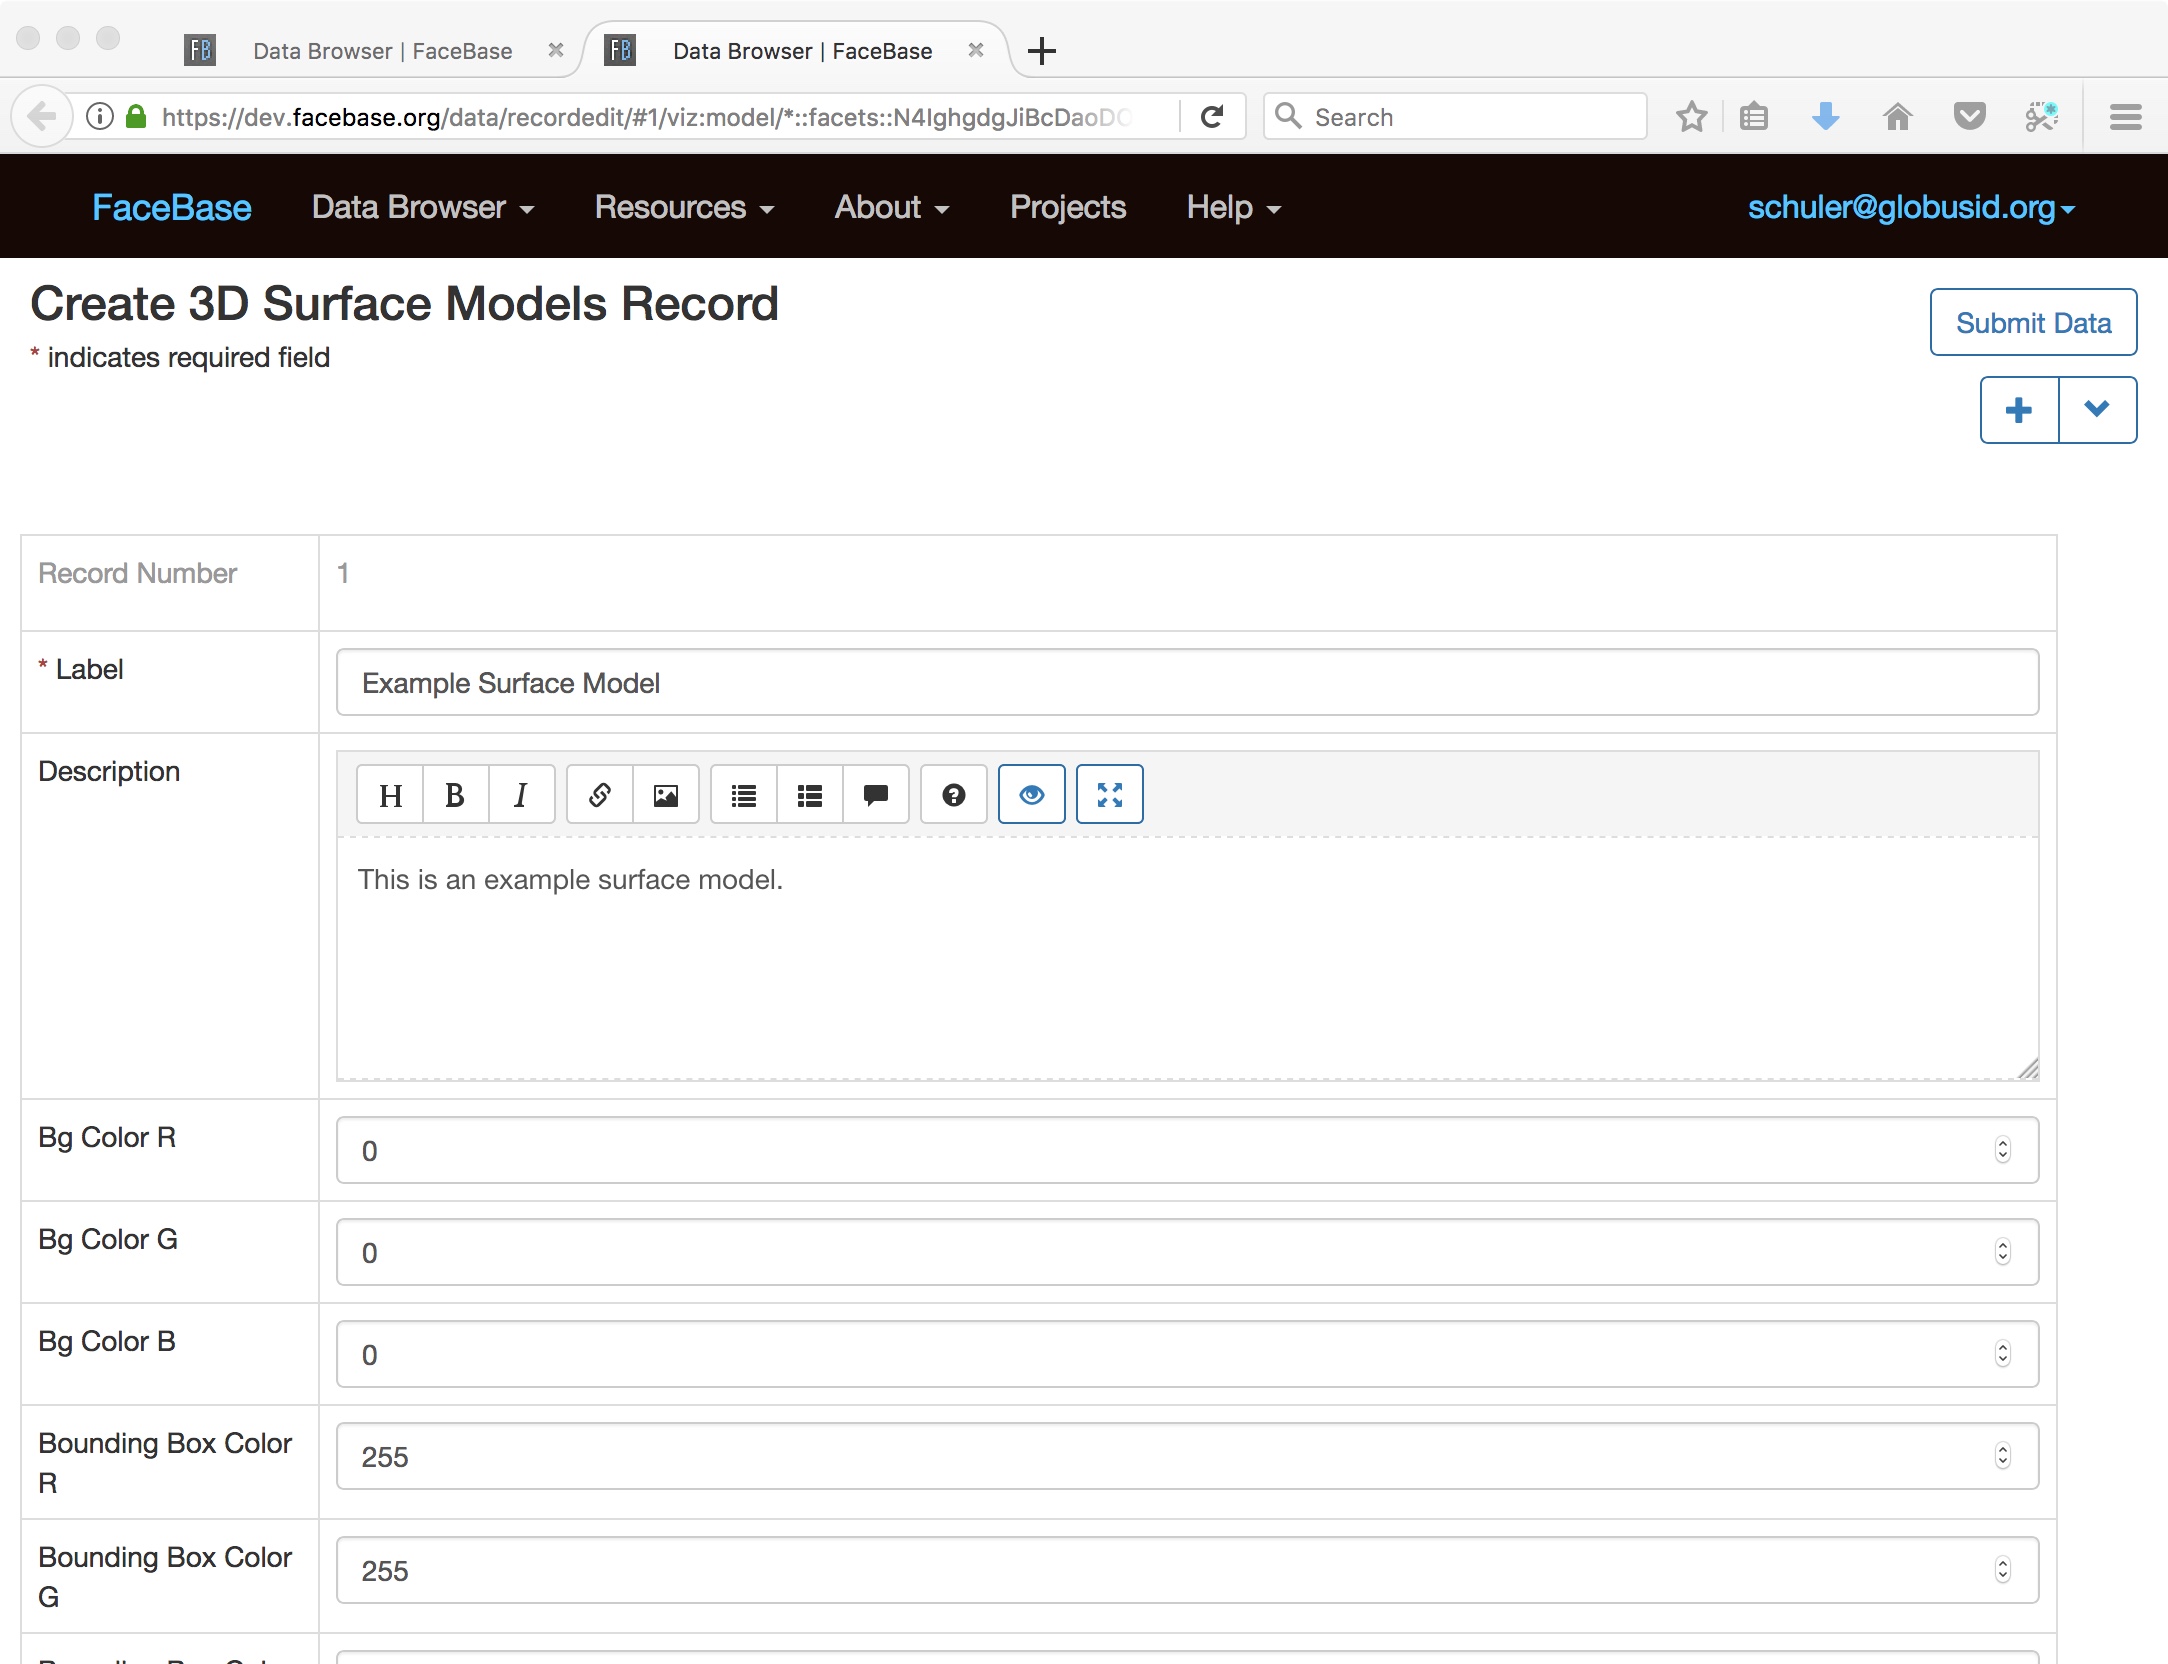 FB Data Browser | FaceBase
FB Data Browser | FaceBase
https://dev.facebase.org/data/recordedit/#1/viz:model/*::facets::N4IghgdgJiBcDaoDO
Search
FaceBase Data Browser Resources About Projects Help schuler@globusid.org
Create 3D Surface Models Record
* indicates required field
Submit Data
Record Number 1
* Label Example Surface Model
Description
H B I
This is an example surface model.
Bg Color R 0
Bg Color G 0
Bg Color B 0
Bounding Box Color 255
R
Bounding Box Color 255
G